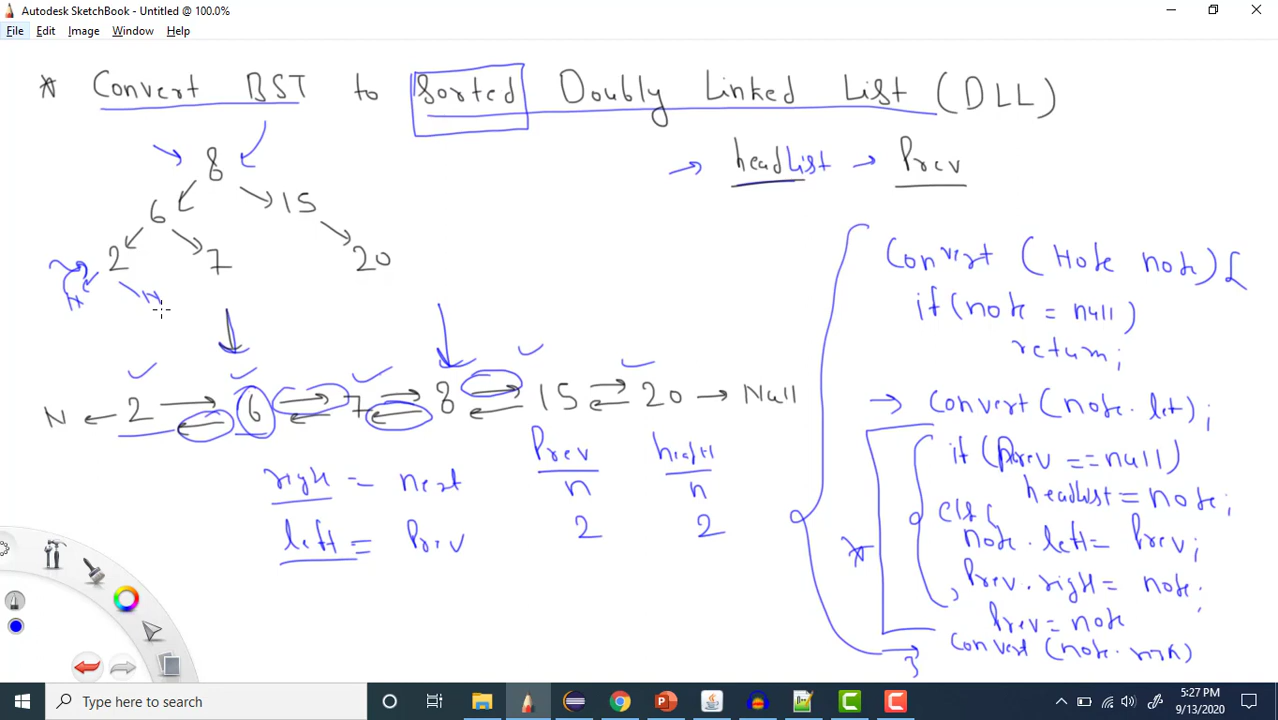 Autodesk SketchBook - Untitled @ 100.0%
File Edit Image Window Help
* Convert BST to Sorted Doubly Linked List (DLL)
→ headList → Prev
8
6 15
2 7 20
N N
N ← 2 6 7 8 15 20 → Null
right = next
left = Prev
Prev
n n
2 2
Convert (Node node) {
if (node = null)
return;
→ Convert (node. left);
if (Prev == null)
headList = node;
else {
node. left = Prev;
Prev. right = node;
}
Prev = node
Convert (node. right)
}
Type here to search
5:27 PM
9/13/2020